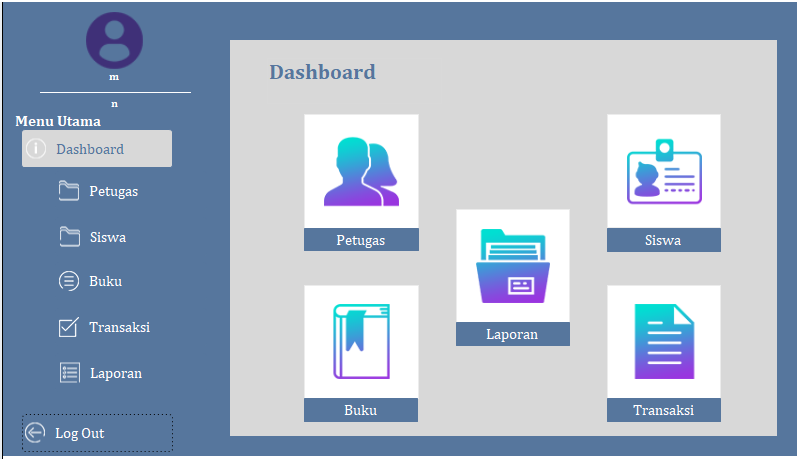 m
n
Menu Utama
Dashboard
Petugas
Siswa
Buku
Transaksi
Laporan
Log Out
Dashboard
Petugas
Siswa
Laporan
Buku
Transaksi